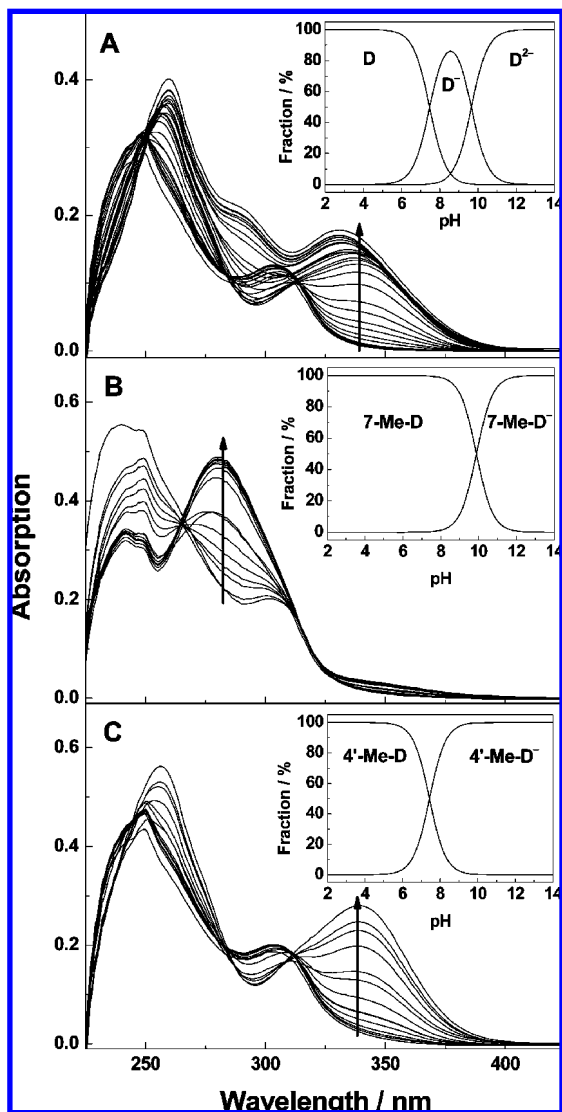 A
D
D⁻
D²⁻
Fraction / %
100
80
60
40
20
0
2 4 6 8 10 12 14
pH
0.4
0.2
0.0
B
7-Me-D
7-Me-D⁻
Fraction / %
100
80
60
40
20
0
2 4 6 8 10 12 14
pH
0.6
0.4
0.2
0.0
Absorption
C
4'-Me-D
4'-Me-D⁻
Fraction / %
100
80
60
40
20
0
2 4 6 8 10 12 14
pH
0.6
0.4
0.2
0.0
250 300 350 400
Wavelength / nm